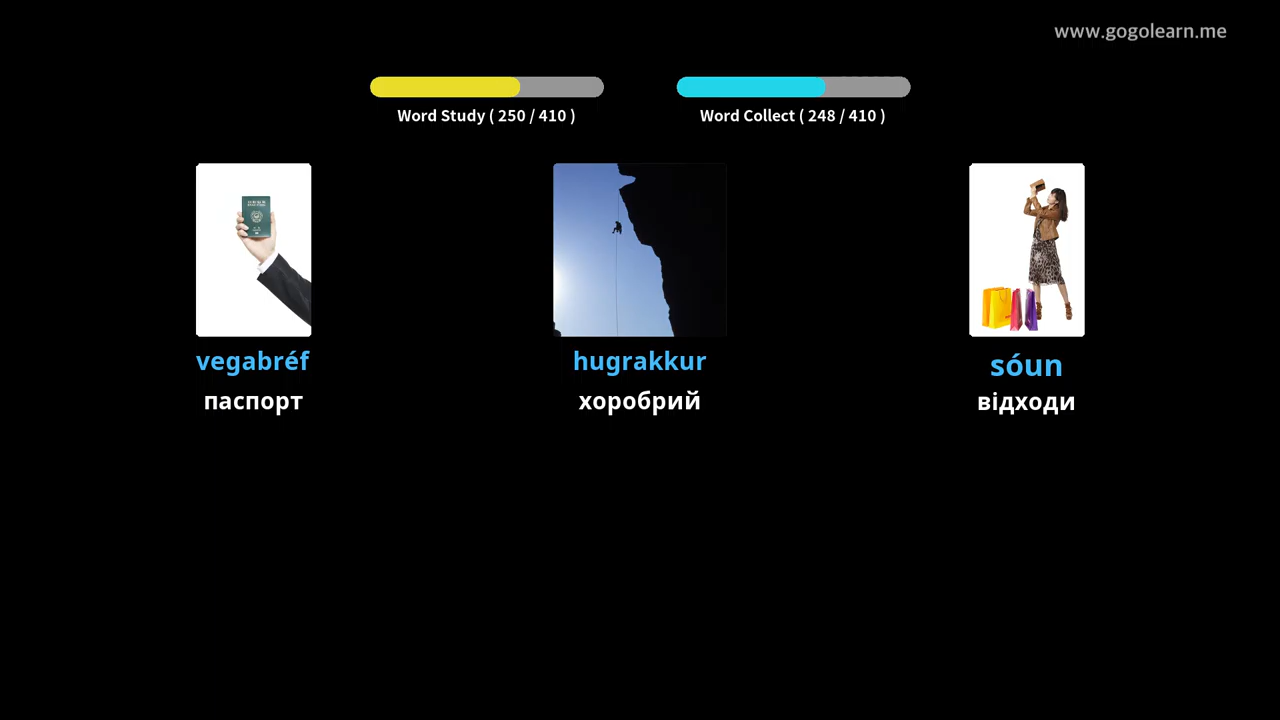 www.gogolearn.me
Word Study ( 250 / 410 )
Word Collect ( 248 / 410 )
vegabréf
hugrakkur
sóun
паспорт
хоробрий
відходи